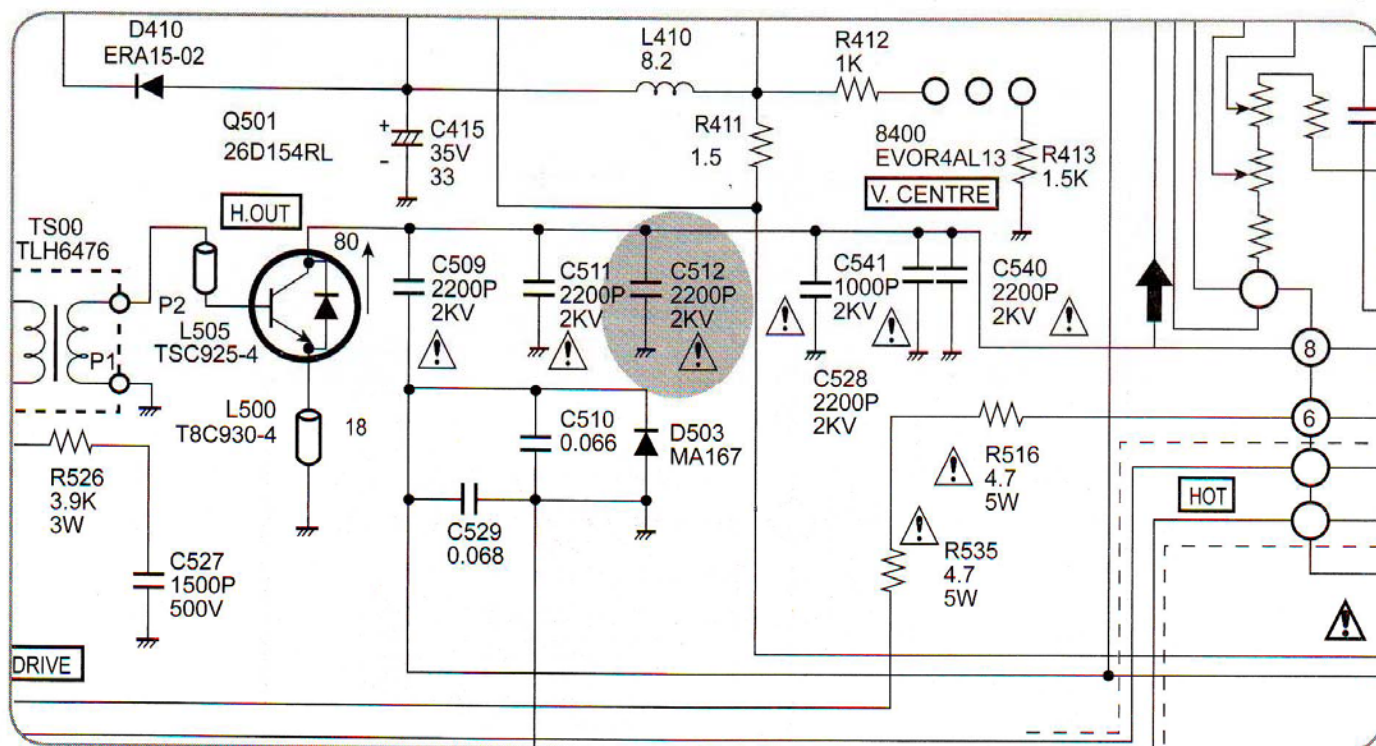 D410
ERA15-02
L410
8.2
R412
1K
Q501
26D154RL
+
-
C415
35V
33
R411
1.5
8400
EVOR4AL13
R413
1.5K
V. CENTRE
H.OUT
TS00
TLH6476
80
P2
P1
L505
TSC925-4
C509
2200P
2KV
C511
2200P
2KV
C512
2200P
2KV
C541
1000P
2KV
C540
2200P
2KV
C528
2200P
2KV
8
6
L500
T8C930-4
18
C510
0.066
D503
MA167
R516
4.7
5W
HOT
R526
3.9K
3W
C529
0.068
R535
4.7
5W
C527
1500P
500V
DRIVE